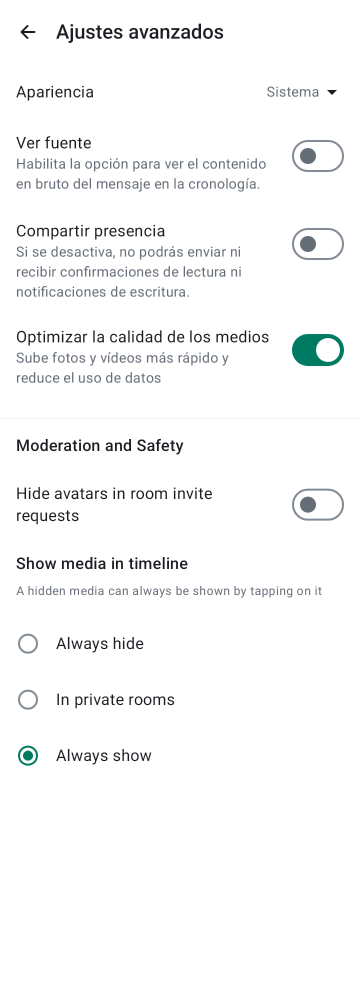 Ajustes avanzados
Apariencia
Sistema
Ver fuente
Habilita la opción para ver el contenido
en bruto del mensaje en la cronología.
Compartir presencia
Si se desactiva, no podrás enviar ni
recibir confirmaciones de lectura ni
notificaciones de escritura.
Optimizar la calidad de los medios
Sube fotos y vídeos más rápido y
reduce el uso de datos
Moderation and Safety
Hide avatars in room invite
requests
Show media in timeline
A hidden media can always be shown by tapping on it
Always hide
In private rooms
Always show